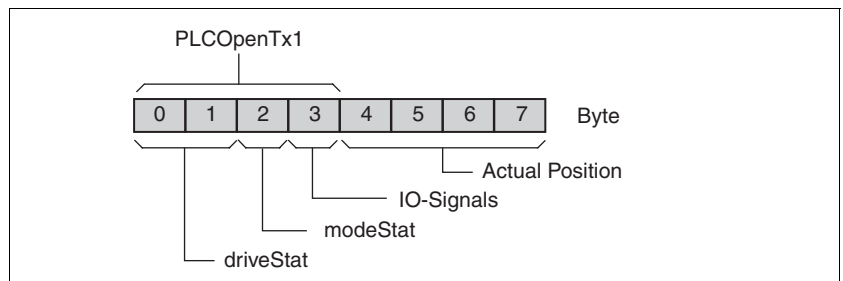 PLCOpenTx1
0 1 2 3 4 5 6 7 Byte
Actual Position
IO-Signals
modeStat
driveStat